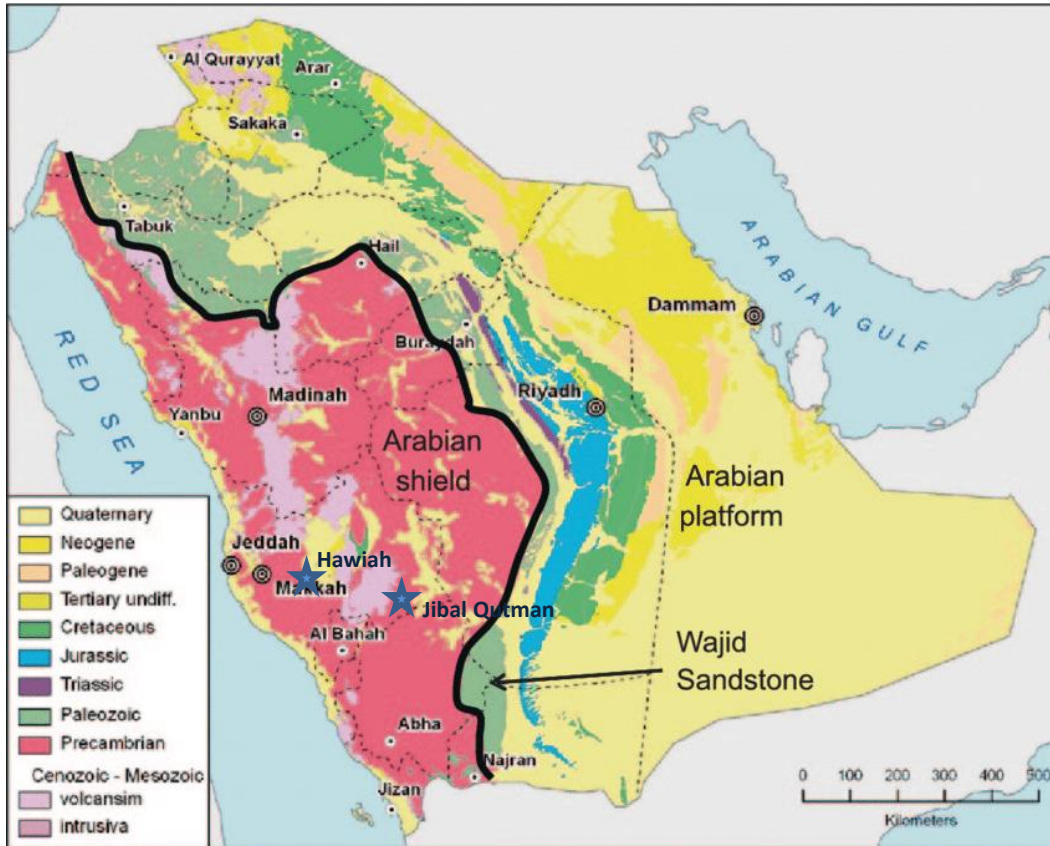 Al Qurayyat
Arar
Sakaka
Tabuk
Hail
Buraydah
Dammam
ARABIAN GULF
RED SEA
Riyadh
Madinah
Yanbu
Arabian
shield
Arabian
platform
Jeddah
Makkah
Hawiah
Jibal Qutman
Al Bahah
Wajid
Sandstone
Abha
Najran
Jizan
Quaternary
Neogene
Paleogene
Tertiary undiff.
Cretaceous
Jurassic
Triassic
Paleozoic
Precambrian
Cenozoic - Mesozoic
volcansim
intrusiva
0 100 200 300 400 500
Kilometers